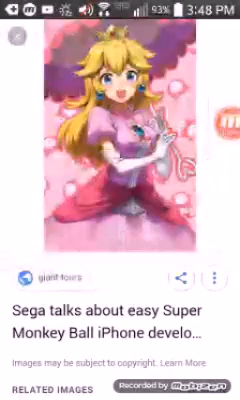 93% 3:48 PM
Sega talks about easy Super
Monkey Ball iPhone develo...
Images may be subject to copyright. Learn More
RELATED IMAGES
Recorded by Mobizen